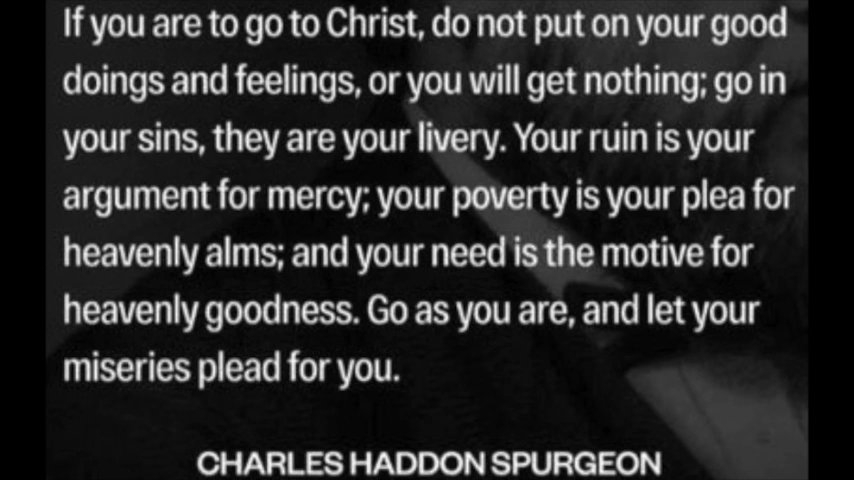 If you are to go to Christ, do not put on your good
doings and feelings, or you will get nothing; go in
your sins, they are your livery. Your ruin is your
argument for mercy; your poverty is your plea for
heavenly alms; and your need is the motive for
heavenly goodness. Go as you are, and let your
miseries plead for you.
CHARLES HADDON SPURGEON